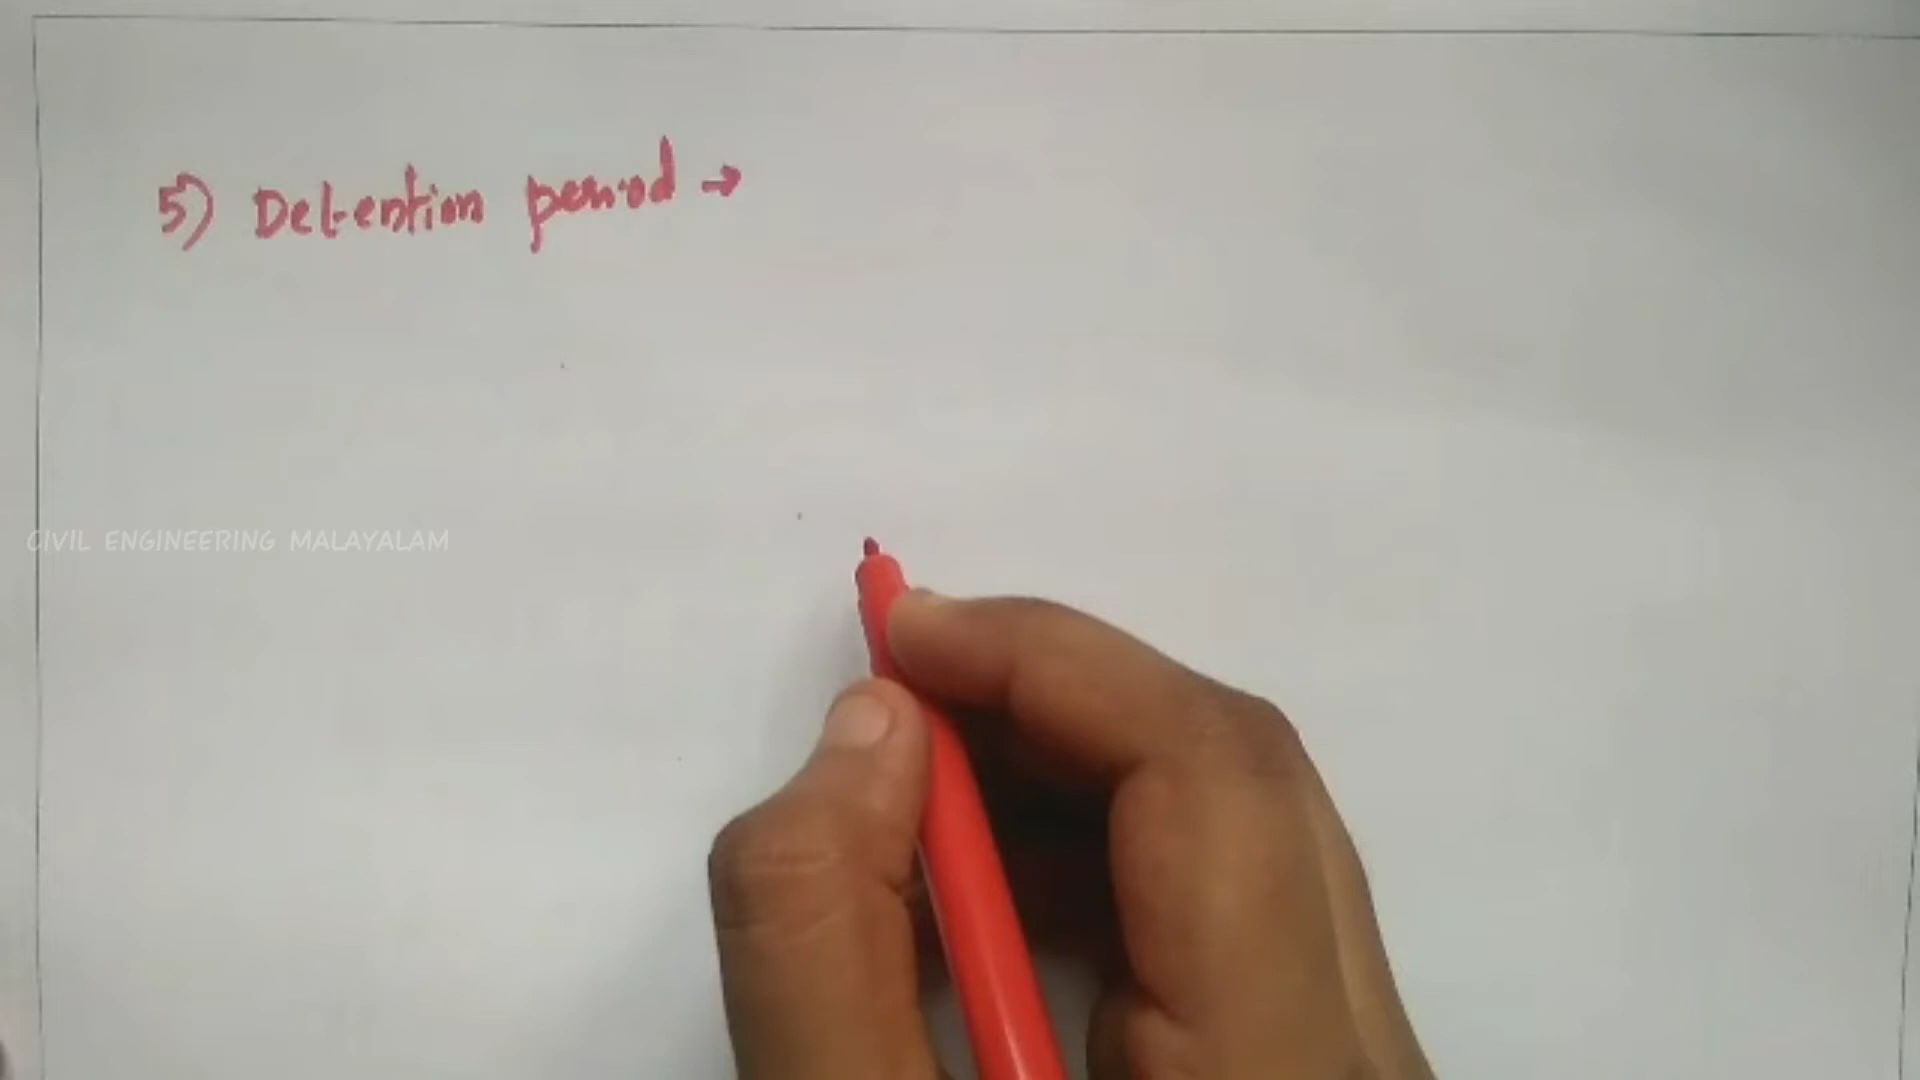 5) Detention period →
CIVIL ENGINEERING MALAYALAM